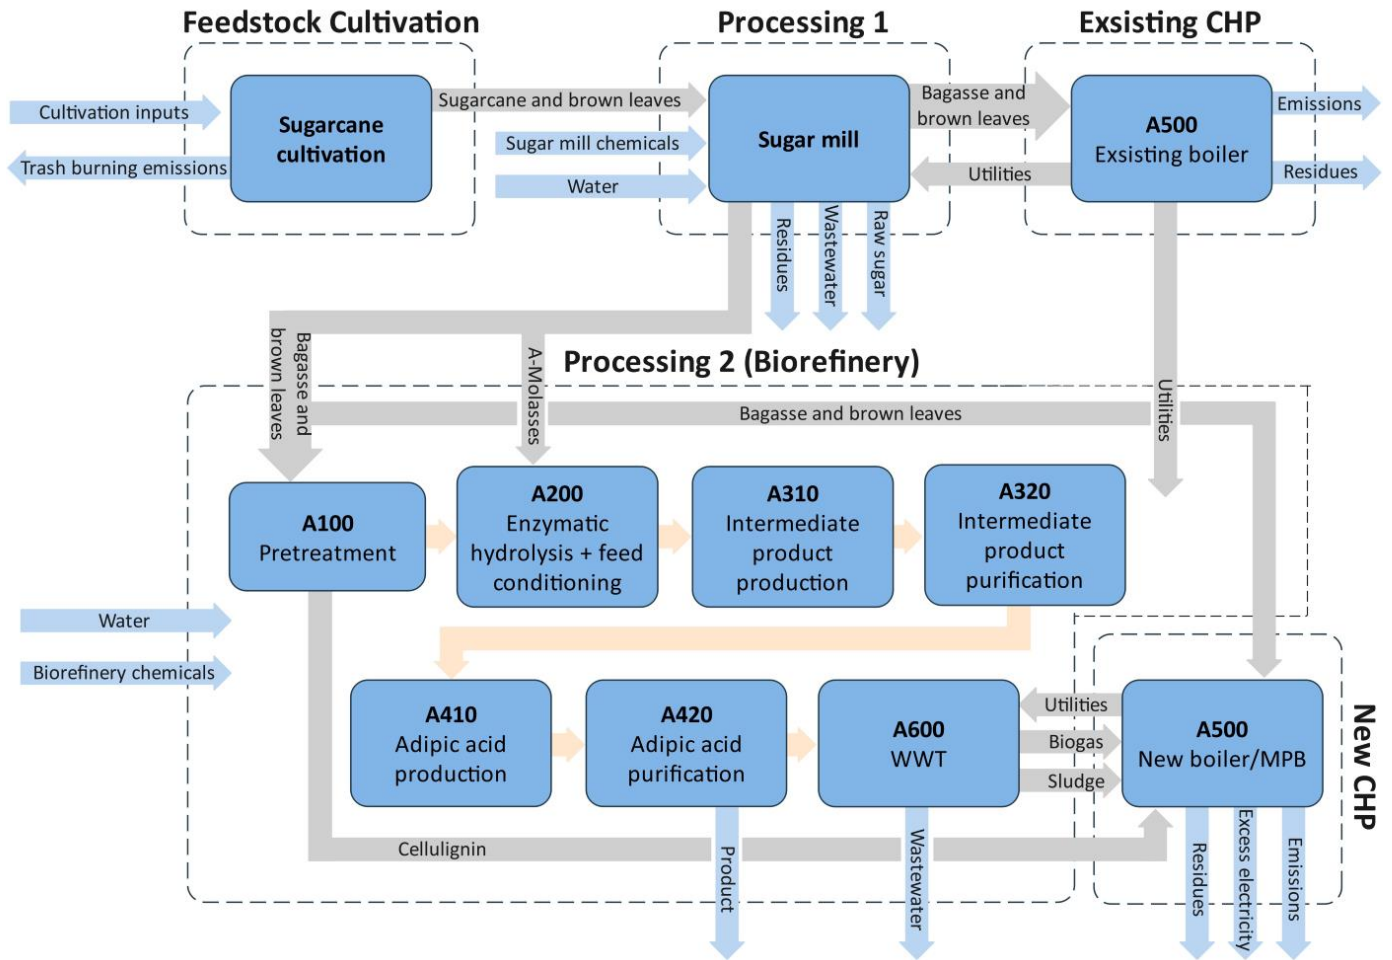 Feedstock Cultivation
Processing 1
Exsisting CHP
Cultivation inputs
Trash burning emissions
Sugarcane
cultivation
Sugarcane and brown leaves
Sugar mill chemicals
Water
Sugar mill
Bagasse and
brown leaves
Utilities
A500
Exsisting boiler
Emissions
Residues
Residues
Wastewater
Raw sugar
Bagasse and
brown leaves
A-Molasses
Processing 2 (Biorefinery)
Bagasse and brown leaves
Utilities
A100
Pretreatment
A200
Enzymatic
hydrolysis + feed
conditioning
A310
Intermediate
product
production
A320
Intermediate
product
purification
Water
Biorefinery chemicals
A410
Adipic acid
production
A420
Adipic acid
purification
A600
WWT
Utilities
Biogas
Sludge
A500
New boiler/MPB
New CHP
Cellulignin
Product
Wastewater
Residues
Excess electricity
Emissions